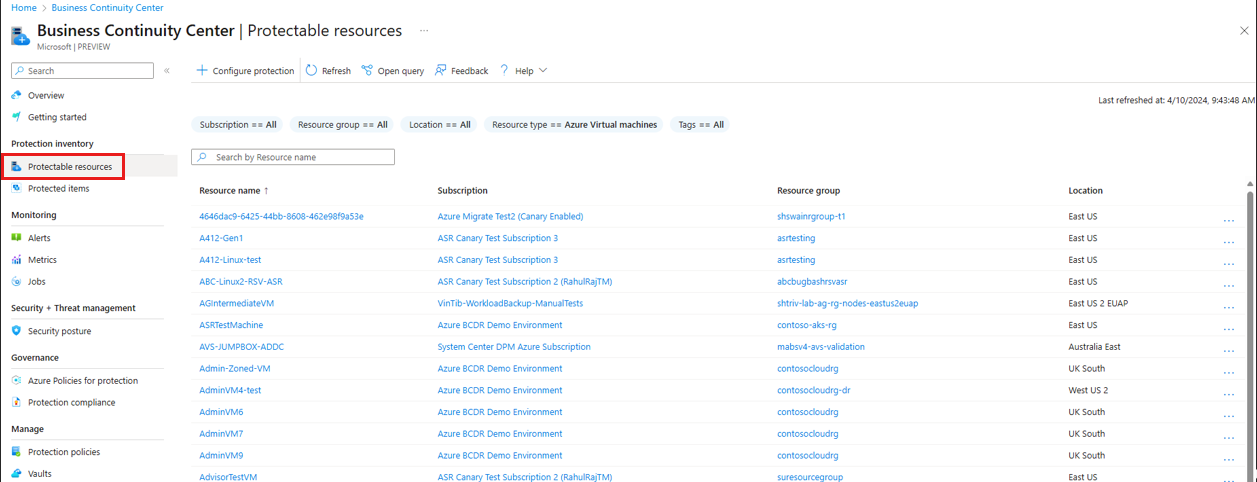 Home > Business Continuity Center
Business Continuity Center | Protectable resources ...
Microsoft | PREVIEW
Search «
Overview
Getting started
Protection inventory
Protectable resources
Protected items
Monitoring
Alerts
Metrics
Jobs
Security + Threat management
Security posture
Governance
Azure Policies for protection
Protection compliance
Manage
Protection policies
Vaults
+ Configure protection Refresh Open query Feedback ? Help
Last refreshed at: 4/10/2024, 9:43:48 AM
Subscription == All Resource group == All Location == All Resource type == Azure Virtual machines Tags == All
Search by Resource name
Resource name ↑ Subscription Resource group Location
4646dac9-6425-44bb-8608-462e98f9a53e Azure Migrate Test2 (Canary Enabled) shswainrgroup-t1 East US ...
A412-Gen1 ASR Canary Test Subscription 3 asrtesting East US ...
A412-Linux-test ASR Canary Test Subscription 3 asrtesting East US ...
ABC-Linux2-RSV-ASR ASR Canary Test Subscription 2 (RahulRajTM) abcbugbashrsvasr East US ...
AGIntermediateVM VinTib-WorkloadBackup-ManualTests shtriv-lab-ag-rg-nodes-eastus2euap East US 2 EUAP ...
ASRTestMachine Azure BCDR Demo Environment contoso-aks-rg East US ...
AVS-JUMPBOX-ADDC System Center DPM Azure Subscription mabsv4-avs-validation Australia East ...
Admin-Zoned-VM Azure BCDR Demo Environment contosocloudrg UK South ...
AdminVM4-test Azure BCDR Demo Environment contosocloudrg-dr West US 2 ...
AdminVM6 Azure BCDR Demo Environment contosocloudrg UK South ...
AdminVM7 Azure BCDR Demo Environment contosocloudrg UK South ...
AdminVM9 Azure BCDR Demo Environment contosocloudrg UK South ...
AdvisorTestVM ASR Canary Test Subscription 2 (RahulRajTM) suresourcegroup East US ...